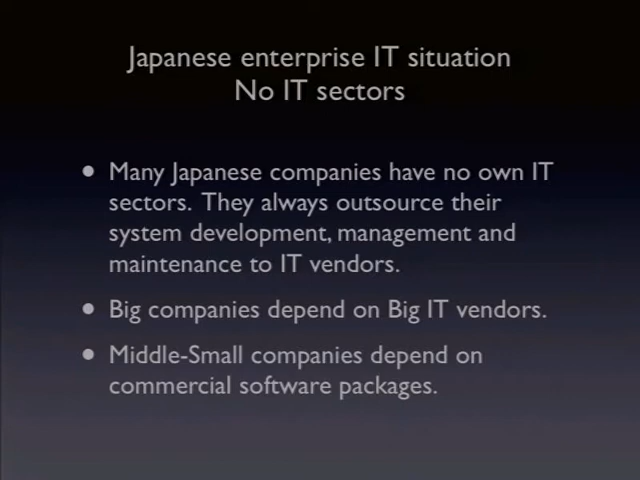 Japanese enterprise IT situation
No IT sectors
• Many Japanese companies have no own IT
sectors. They always outsource their
system development, management and
maintenance to IT vendors.
• Big companies depend on Big IT vendors.
• Middle-Small companies depend on
commercial software packages.